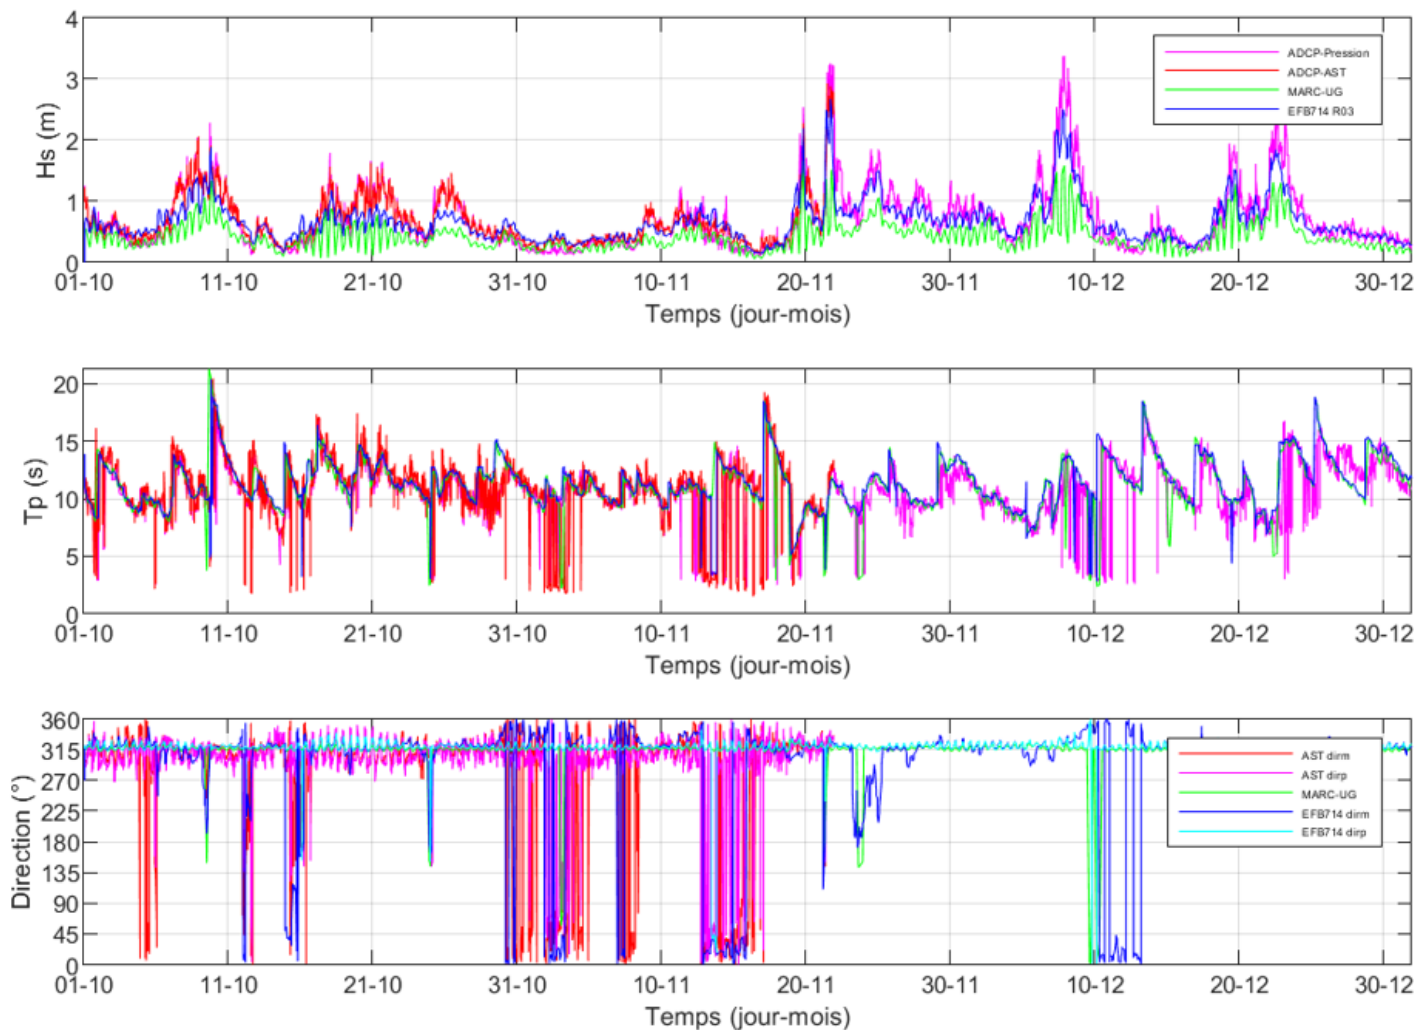 4
3
2
1
0
Hs (m)
ADCP-Pression
ADCP-AST
MARC-UG
EFB714 R03
01-10 11-10 21-10 31-10 10-11 20-11 30-11 10-12 20-12 30-12
Temps (jour-mois)
20
15
10
5
0
Tp (s)
01-10 11-10 21-10 31-10 10-11 20-11 30-11 10-12 20-12 30-12
Temps (jour-mois)
360
315
270
225
180
135
90
45
0
Direction (°)
AST dirm
AST dirp
MARC-UG
EFB714 dirm
EFB714 dirp
01-10 11-10 21-10 31-10 10-11 20-11 30-11 10-12 20-12 30-12
Temps (jour-mois)